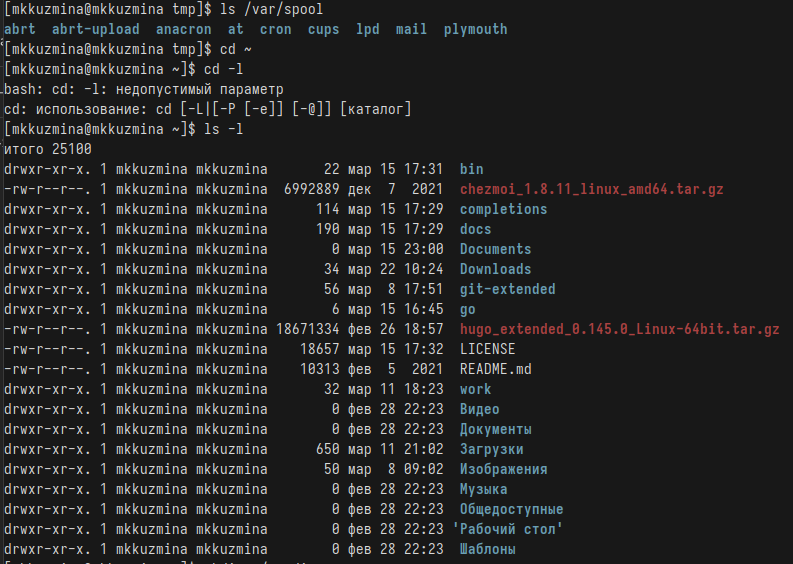 [mkkuzmina@mkkuzmina tmp]$ ls /var/spool
abrt  abrt-upload  anacron  at  cron  cups  lpd  mail  plymouth
[mkkuzmina@mkkuzmina tmp]$ cd ~
[mkkuzmina@mkkuzmina ~]$ cd -l
bash: cd: -l: недопустимый параметр
cd: использование: cd [-L|[-P [-e]] [-@]] [каталог]
[mkkuzmina@mkkuzmina ~]$ ls -l
итого 25100
drwxr-xr-x. 1 mkkuzmina mkkuzmina       22 мар 15 17:31  bin
-rw-r--r--. 1 mkkuzmina mkkuzmina  6992889 дек  7  2021  chezmoi_1.8.11_linux_amd64.tar.gz
drwxr-xr-x. 1 mkkuzmina mkkuzmina      114 мар 15 17:29  completions
drwxr-xr-x. 1 mkkuzmina mkkuzmina      190 мар 15 17:29  docs
drwxr-xr-x. 1 mkkuzmina mkkuzmina        0 мар 15 23:00  Documents
drwxr-xr-x. 1 mkkuzmina mkkuzmina       34 мар 22 10:24  Downloads
drwxr-xr-x. 1 mkkuzmina mkkuzmina       56 мар  8 17:51  git-extended
drwxr-xr-x. 1 mkkuzmina mkkuzmina        6 мар 15 16:45  go
-rw-r--r--. 1 mkkuzmina mkkuzmina 18671334 фев 26 18:57  hugo_extended_0.145.0_Linux-64bit.tar.gz
-rw-r--r--. 1 mkkuzmina mkkuzmina    18657 мар 15 17:32  LICENSE
-rw-r--r--. 1 mkkuzmina mkkuzmina    10313 фев  5  2021  README.md
drwxr-xr-x. 1 mkkuzmina mkkuzmina       32 мар 11 18:23  work
drwxr-xr-x. 1 mkkuzmina mkkuzmina        0 фев 28 22:23  Видео
drwxr-xr-x. 1 mkkuzmina mkkuzmina        0 фев 28 22:23  Документы
drwxr-xr-x. 1 mkkuzmina mkkuzmina      650 мар 11 21:02  Загрузки
drwxr-xr-x. 1 mkkuzmina mkkuzmina       50 мар  8 09:02  Изображения
drwxr-xr-x. 1 mkkuzmina mkkuzmina        0 фев 28 22:23  Музыка
drwxr-xr-x. 1 mkkuzmina mkkuzmina        0 фев 28 22:23  Общедоступные
drwxr-xr-x. 1 mkkuzmina mkkuzmina        0 фев 28 22:23 'Рабочий стол'
drwxr-xr-x. 1 mkkuzmina mkkuzmina        0 фев 28 22:23  Шаблоны